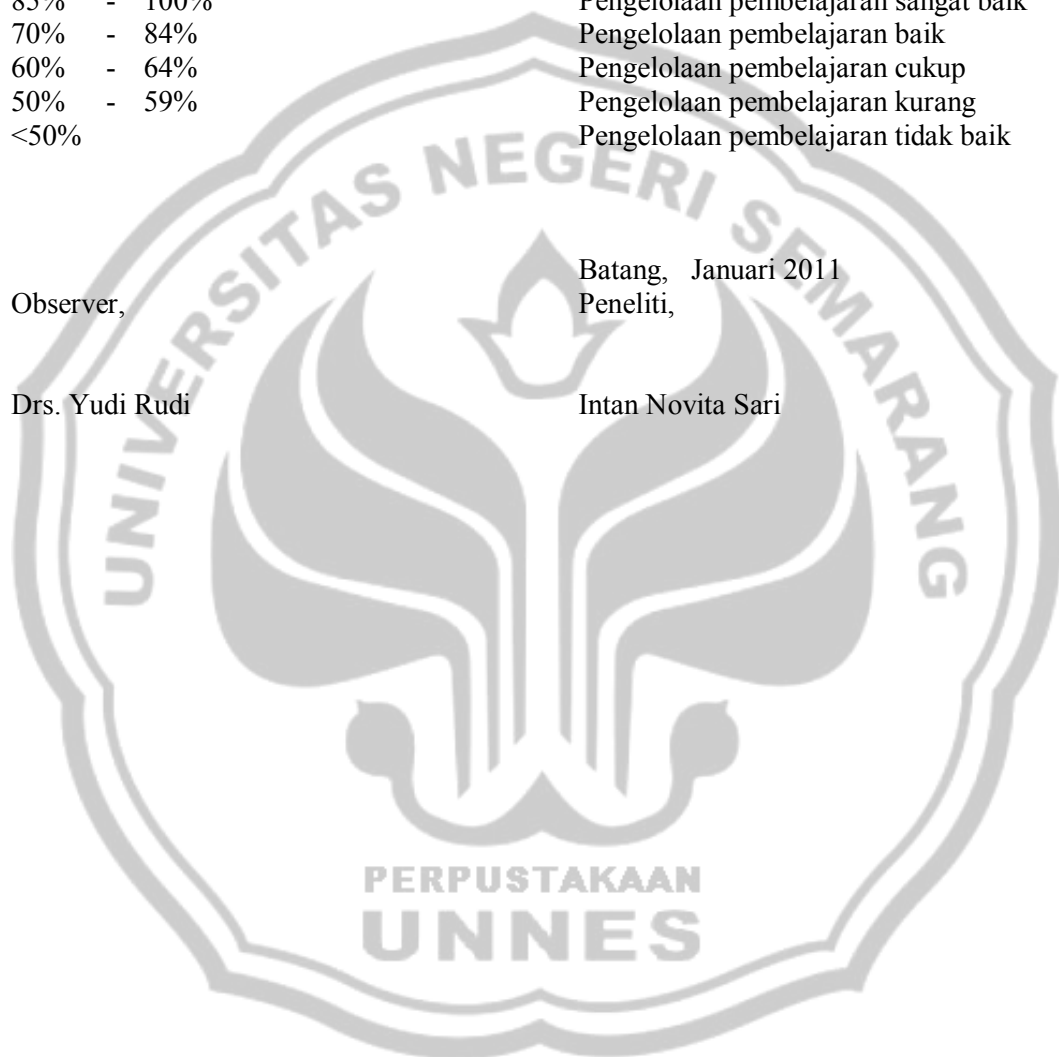 85% - 100% Pengelolaan pembelajaran sangat baik
70% - 84% Pengelolaan pembelajaran baik
60% - 64% Pengelolaan pembelajaran cukup
50% - 59% Pengelolaan pembelajaran kurang
<50% Pengelolaan pembelajaran tidak baik
UNIVERSITAS NEGERI SEMARANG
Batang, Januari 2011
Observer, Peneliti,
Drs. Yudi Rudi Intan Novita Sari
PERPUSTAKAAN
UNNES